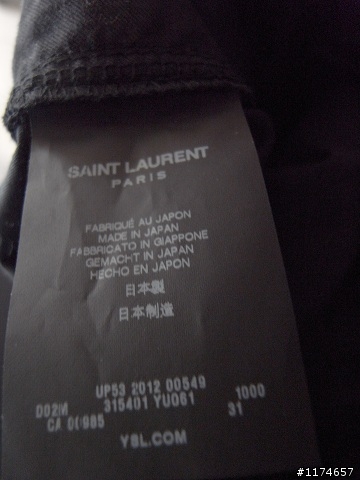 SAINT LAURENT
PARIS
FABRIQUÉ AU JAPON
MADE IN JAPAN
FABBRICATO IN GIAPPONE
GEMACHT IN JAPAN
HECHO EN JAPON
日本製
日本制造
UP53 2012 00549
D02M 315401 YU061 1000
CA 00985 31
YSL.COM
#1174657